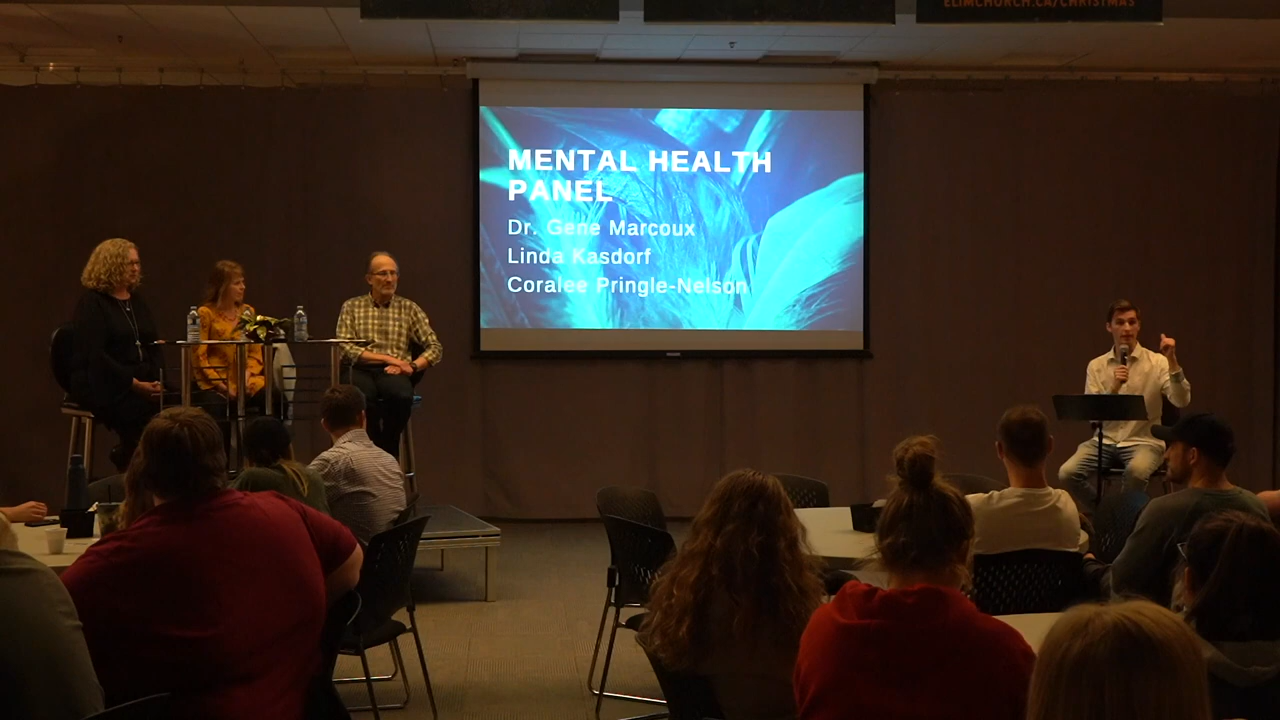 ELIMCHURCH.CA/CHRISTMAS
MENTAL HEALTH
PANEL
Dr. Gene Marcoux
Linda Kasdorf
Coralee Pringle-Nelson